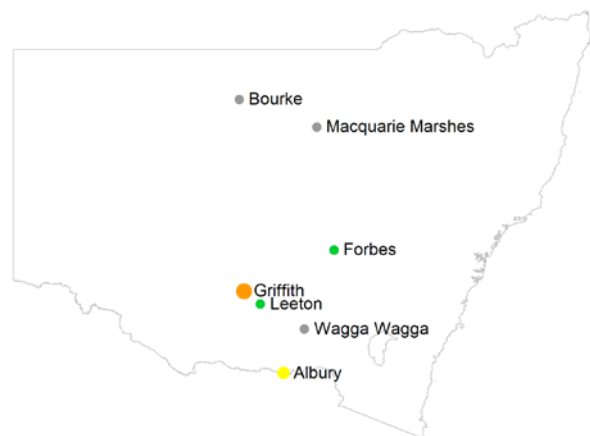 Bourke
Macquarie Marshes
Forbes
Griffith
Leeton
Wagga Wagga
Albury